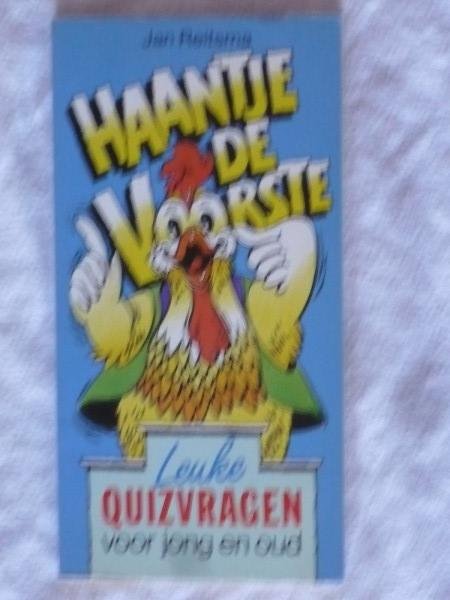 Jan Reitsma
HAANTJE
DE
VOORSTE
Leuke
QUIZVRAGEN
voor jong en oud